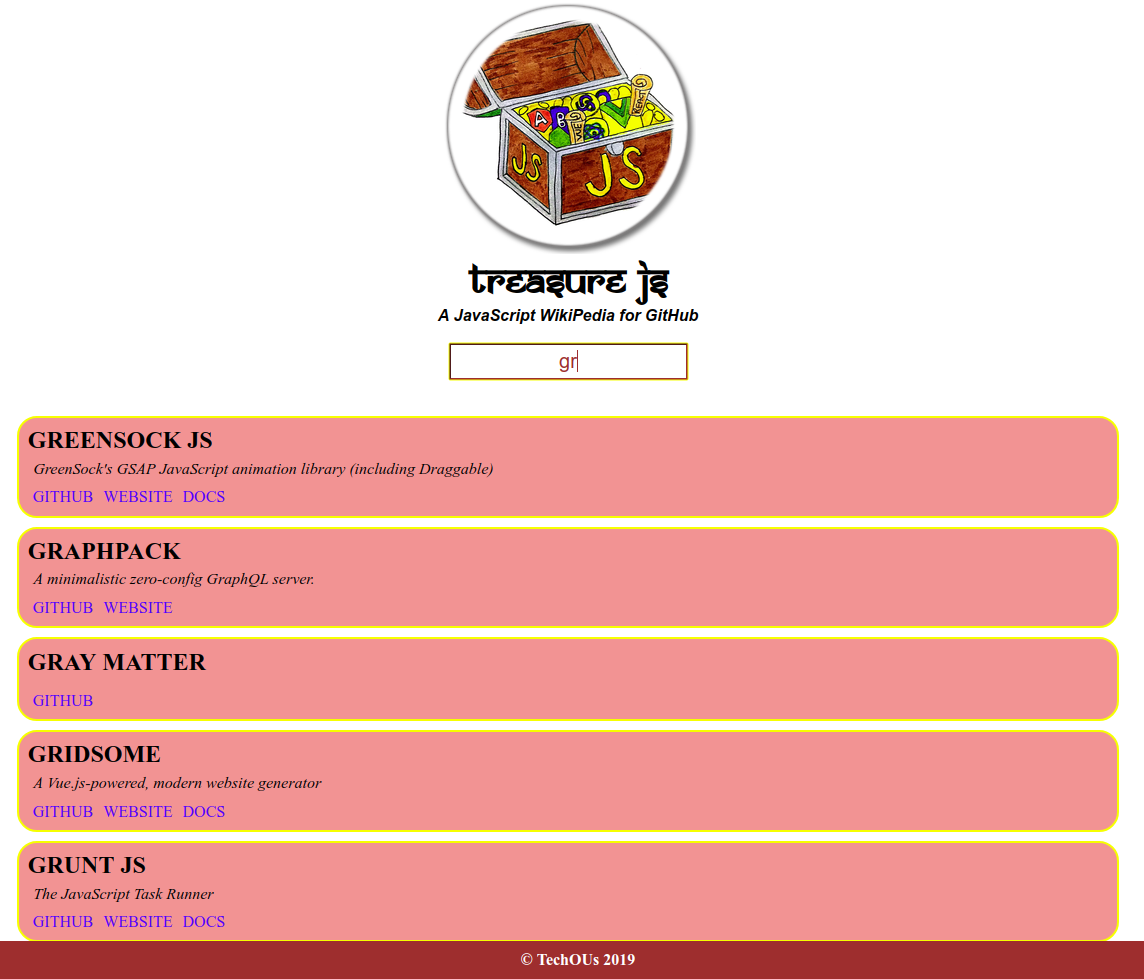 A
B
JS
JS
TREASURE JS
A JavaScript WikiPedia for GitHub
gr
GREENSOCK JS
GreenSock's GSAP JavaScript animation library (including Draggable)
GITHUB WEBSITE DOCS
GRAPHPACK
A minimalistic zero-config GraphQL server.
GITHUB WEBSITE
GRAY MATTER
GITHUB
GRIDSOME
A Vue.js-powered, modern website generator
GITHUB WEBSITE DOCS
GRUNT JS
The JavaScript Task Runner
GITHUB WEBSITE DOCS
© TechOUs 2019